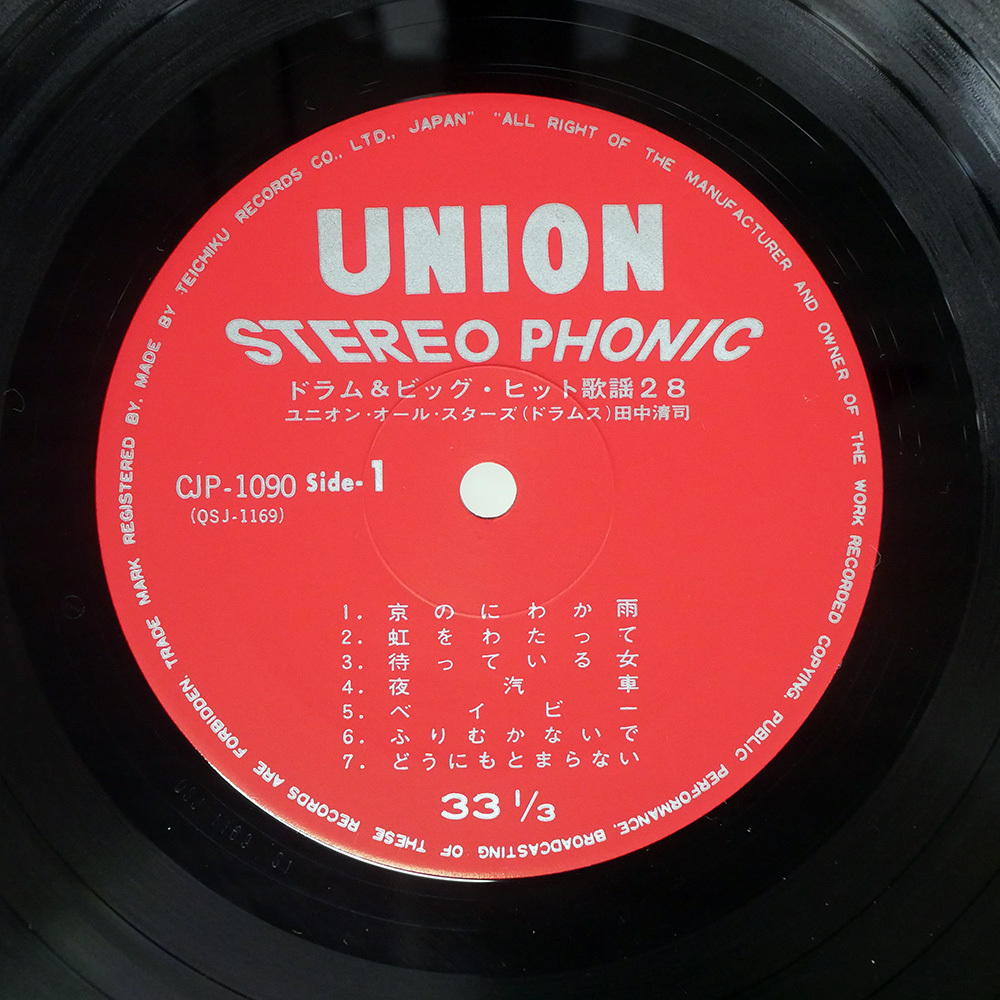 TRADE MARK REGISTERED BY, MADE BY TEICHIKU RECORDS CO., LTD., JAPAN" "ALL RIGHT OF THE MANUFACTURER AND OWNER OF THE WORK RECORDED COPYING, PUBLIC PERFORMANCE, BROADCASTING OF THESE RECORDS ARE FORBIDDEN.
UNION
STEREO PHONIC
ドラム&ビッグ・ヒット歌謡28
ユニオン・オール・スターズ(ドラムス)田中清司
CJP-1090 Side-1
(QSJ-1169)
1. 京のにわか雨
2. 虹をわたって
3. 待っている女
4. 夜汽車
5. ベイビー
6. ふりむかないで
7. どうにもとまらない
33 1/3